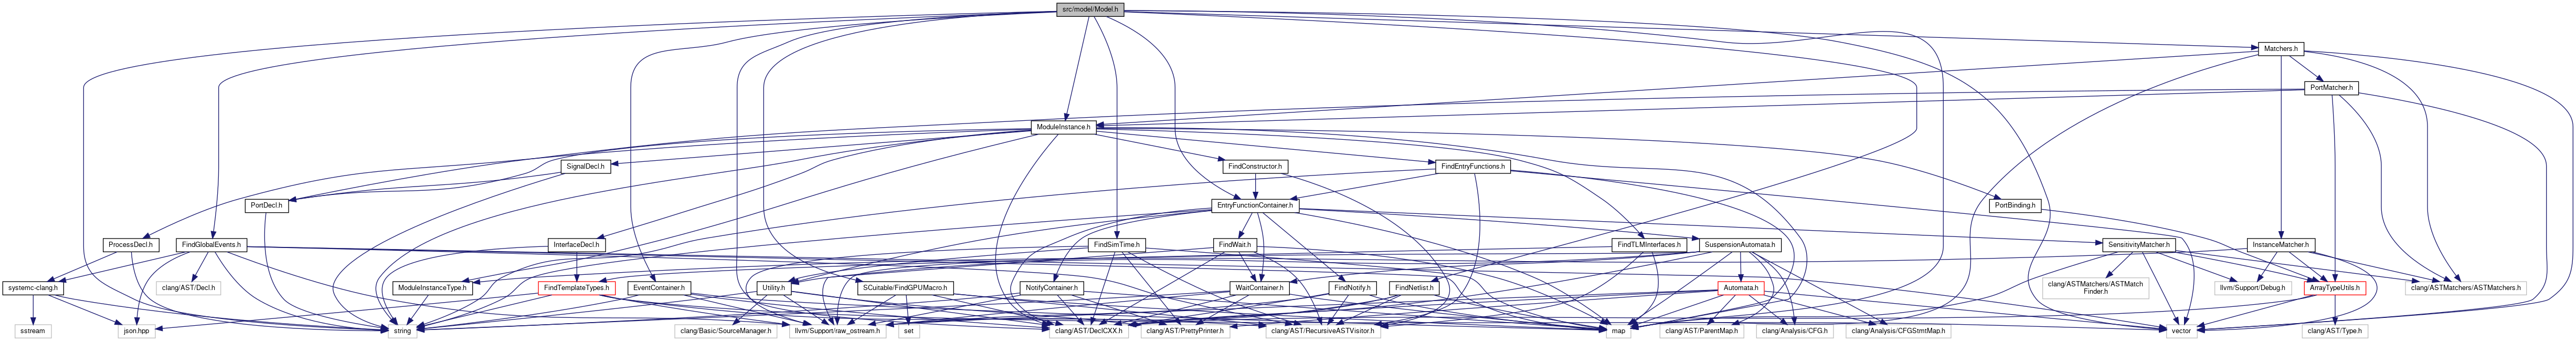 src/model/Model.h
Matchers.h
PortMatcher.h
ModuleInstance.h
SignalDecl.h
FindConstructor.h
FindEntryFunctions.h
PortDecl.h
EntryFunctionContainer.h
PortBinding.h
ProcessDecl.h
FindGlobalEvents.h
InterfaceDecl.h
FindSimTime.h
FindWait.h
FindTLMInterfaces.h
SuspensionAutomata.h
SensitivityMatcher.h
InstanceMatcher.h
systemc-clang.h
clang/AST/Decl.h
ModuleInstanceType.h
FindTemplateTypes.h
EventContainer.h
Utility.h
SCuitable/FindGPUMacro.h
NotifyContainer.h
WaitContainer.h
FindNotify.h
FindNetlist.h
Automata.h
clang/ASTMatchers/ASTMatch
Finder.h
llvm/Support/Debug.h
ArrayTypeUtils.h
clang/ASTMatchers/ASTMatchers.h
sstream
json.hpp
string
clang/Basic/SourceManager.h
llvm/Support/raw_ostream.h
set
clang/AST/DeclCXX.h
clang/AST/PrettyPrinter.h
clang/AST/RecursiveASTVisitor.h
map
clang/AST/ParentMap.h
clang/Analysis/CFG.h
clang/Analysis/CFGStmtMap.h
vector
clang/AST/Type.h